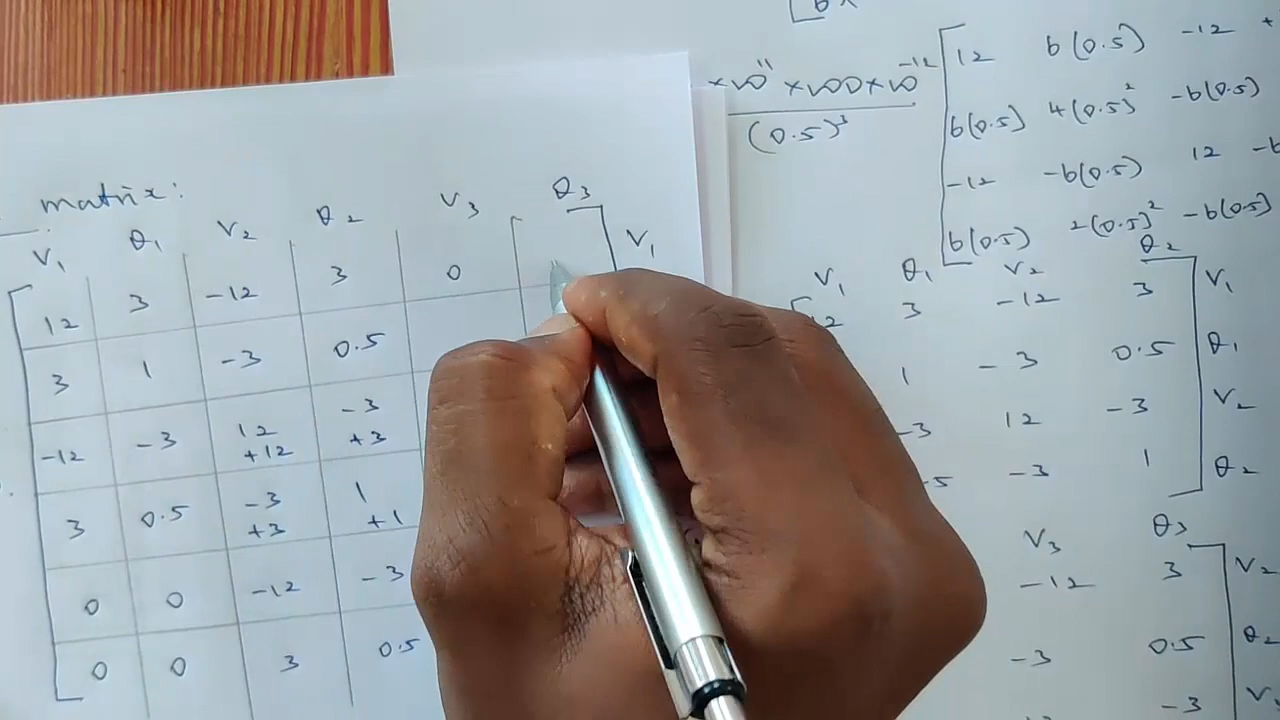 matrix:
V₁ θ₁ V₂ θ₂ V₃ θ₃
12 3 -12 3 0 V₁
3 1 -3 0.5
-12 -3 12 +12 -3 +3
3 0.5 -3 +3 1 +1
0 0 -12 -3
0 0 3 0.5
×10¹¹ ×100×10⁻¹²
(0.5)³
12 6(0.5) -12
6(0.5) 4(0.5)² -6(0.5)
-12 -6(0.5) 12
6(0.5) 2(0.5)² -6(0.5)
V₁ θ₁ V₂ θ₂
3 -12 3 V₁
1 -3 0.5 θ₁
-3 12 -3 V₂
-3 1 θ₂
V₃ θ₃
-12 3 V₂
-3 0.5 θ₂
-3